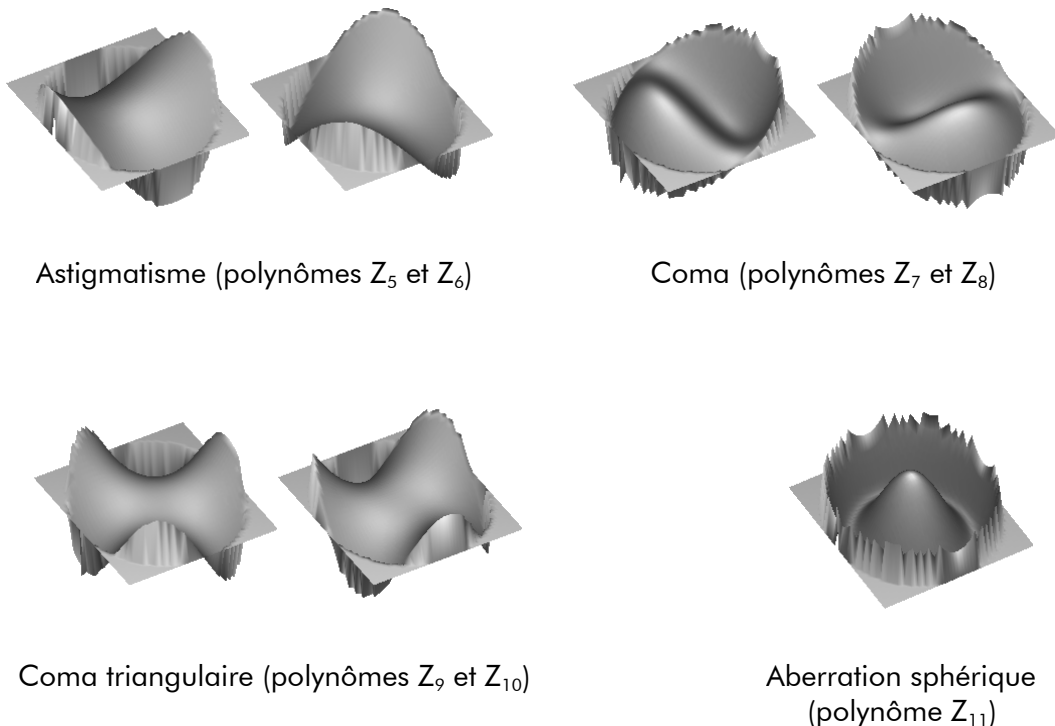 Astigmatisme (polynômes Z₅ et Z₆)
Coma (polynômes Z₇ et Z₈)
Coma triangulaire (polynômes Z₉ et Z₁₀)
Aberration sphérique
(polynôme Z₁₁)